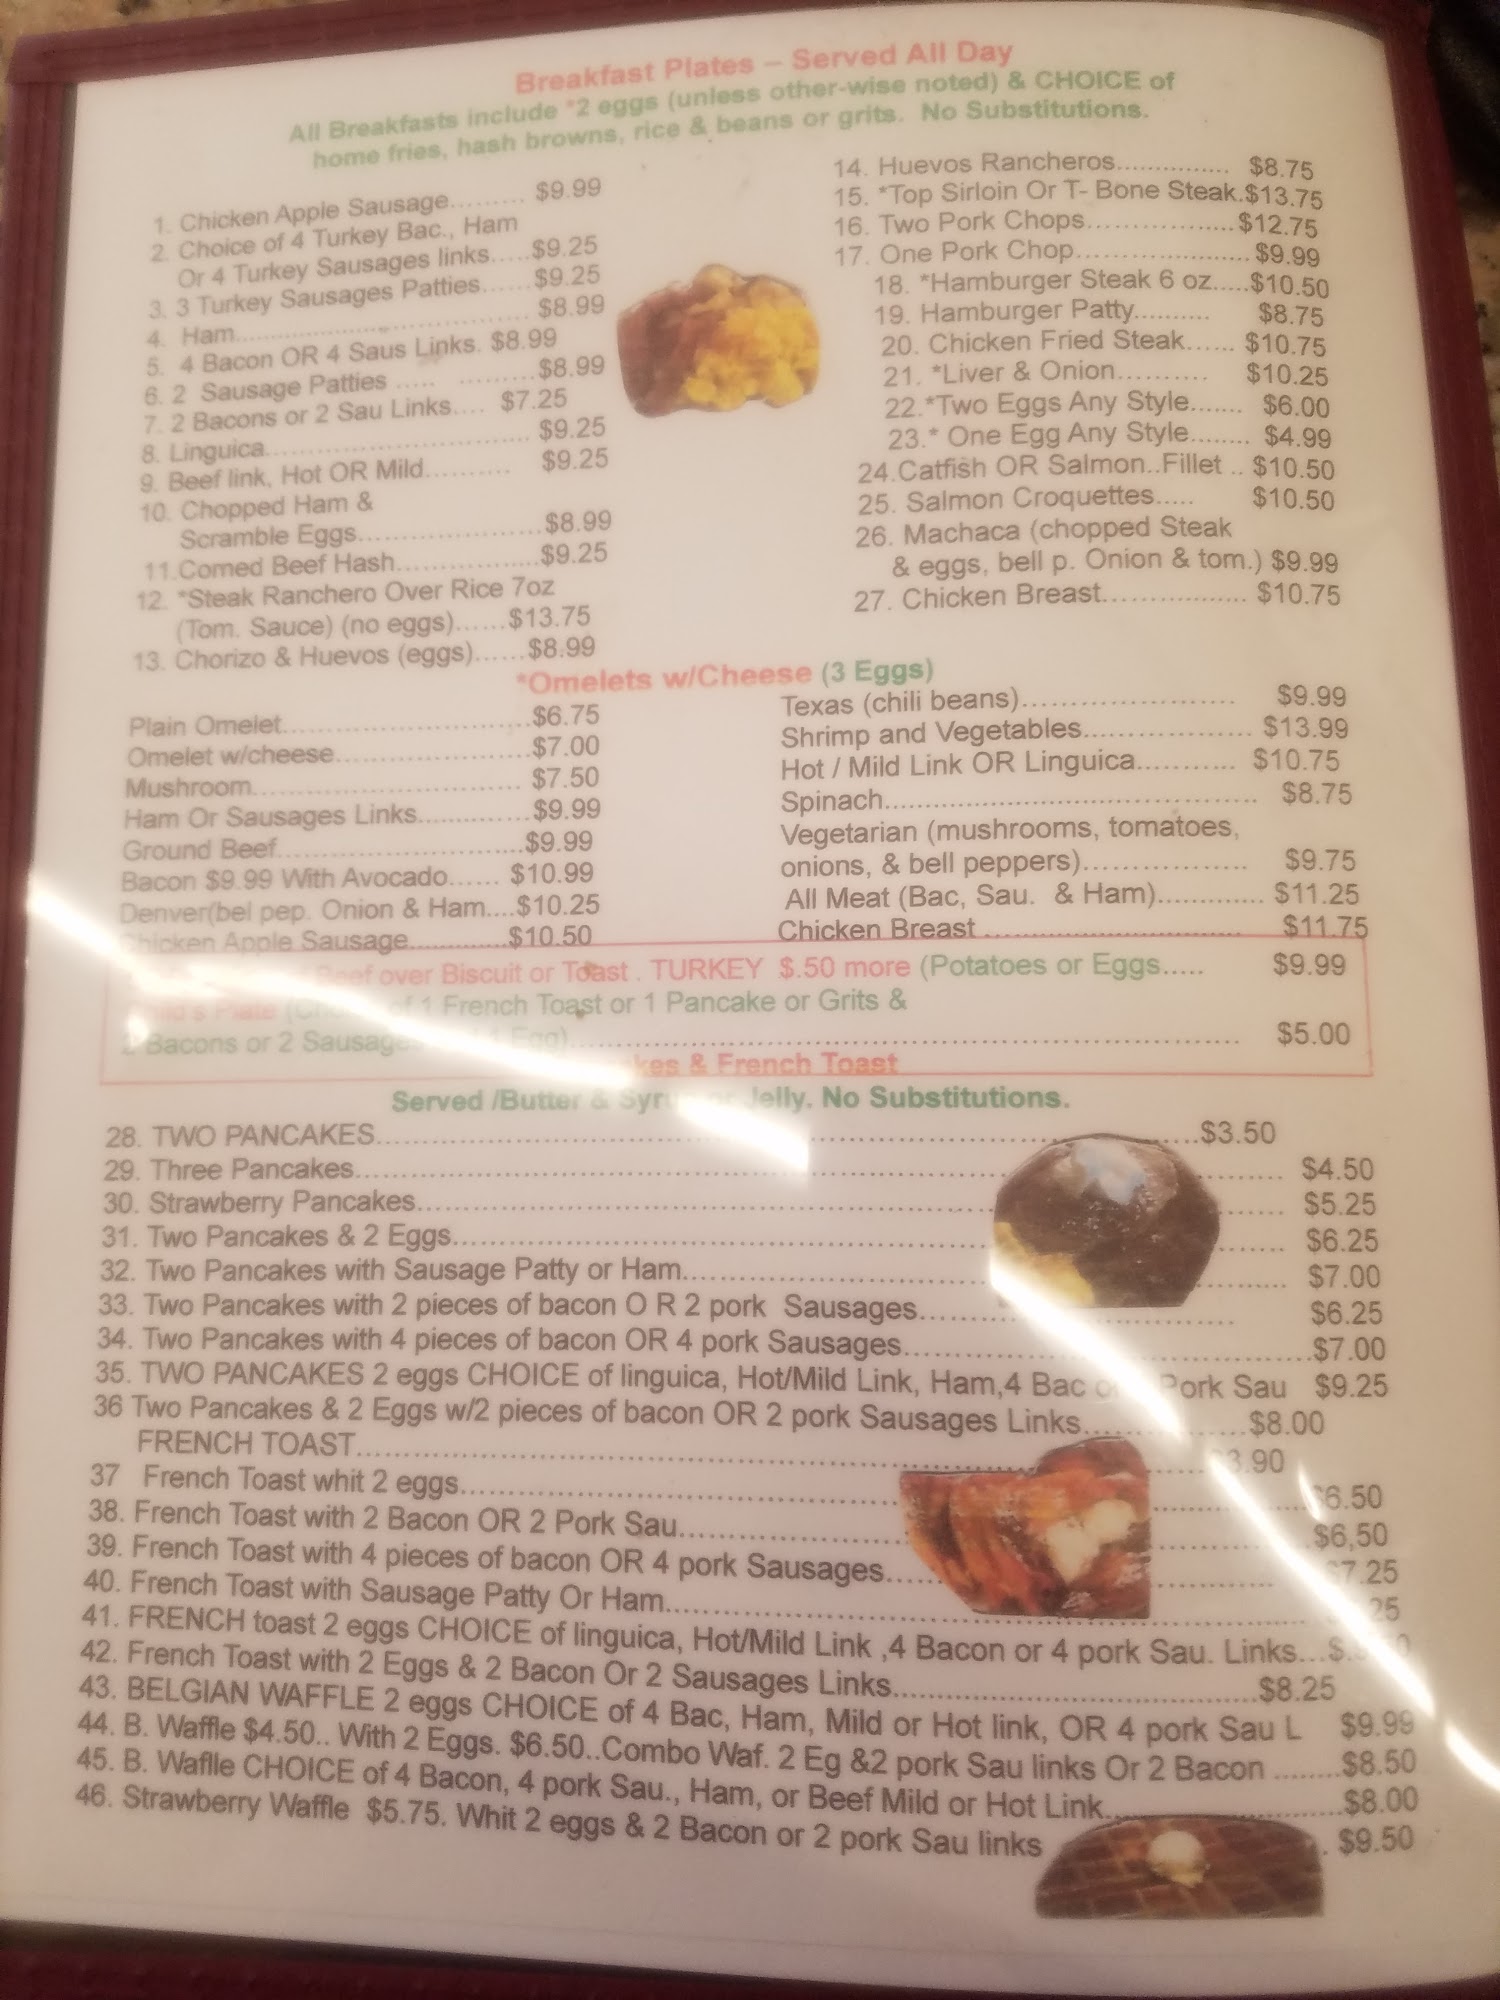 Breakfast Plates – Served All Day
All Breakfasts include *2 eggs (unless other-wise noted) & CHOICE of
home fries, hash browns, rice & beans or grits. No Substitutions.
1. Chicken Apple Sausage......... $9.99
2. Choice of 4 Turkey Bac., Ham
Or 4 Turkey Sausages links.....$9.25
3. 3 Turkey Sausages Patties...... $9.25
4. Ham........................................ $8.99
5. 4 Bacon OR 4 Saus Links. $8.99
6. 2 Sausage Patties ..... .........$8.99
7. 2 Bacons or 2 Sau Links.... $7.25
8. Linguica................................ $9.25
9. Beef link, Hot OR Mild.......... $9.25
10. Chopped Ham &
Scramble Eggs......................$8.99
11.Corned Beef Hash.................$9.25
12. *Steak Ranchero Over Rice 7oz
(Tom. Sauce) (no eggs)......$13.75
13. Chorizo & Huevos (eggs)......$8.99
14. Huevos Rancheros............... $8.75
15. *Top Sirloin Or T- Bone Steak.$13.75
16. Two Pork Chops..................$12.75
17. One Pork Chop..................... $9.99
18. *Hamburger Steak 6 oz.....$10.50
19. Hamburger Patty.......... $8.75
20. Chicken Fried Steak...... $10.75
21. *Liver & Onion.......... $10.25
22.*Two Eggs Any Style....... $6.00
23.* One Egg Any Style........ $4.99
24.Catfish OR Salmon..Fillet .. $10.50
25. Salmon Croquettes..... $10.50
26. Machaca (chopped Steak
& eggs, bell p. Onion & tom.) $9.99
27. Chicken Breast.................. $10.75
*Omelets w/Cheese (3 Eggs)
Plain Omelet..............................$6.75
Omelet w/cheese........................$7.00
Mushroom................................. $7.50
Ham Or Sausages Links.............$9.99
Ground Beef.............................$9.99
Bacon $9.99 With Avocado...... $10.99
Denver(bel pep. Onion & Ham....$10.25
Chicken Apple Sausage............$10.50
Texas (chili beans)........................ $9.99
Shrimp and Vegetables.................. $13.99
Hot / Mild Link OR Linguica........... $10.75
Spinach.......................................... $8.75
Vegetarian (mushrooms, tomatoes,
onions, & bell peppers).................. $9.75
All Meat (Bac, Sau. & Ham)............. $11.25
Chicken Breast ............................. $11.75
Beef over Biscuit or Toast . TURKEY $.50 more (Potatoes or Eggs..... $9.99
of 1 French Toast or 1 Pancake or Grits &
2 Bacons or 2 Egg)........................................ $5.00
& French Toast
Served /Butter & Jelly. No Substitutions.
28. TWO PANCAKES........................................$3.50
29. Three Pancakes........................................ $4.50
30. Strawberry Pancakes........................................ $5.25
31. Two Pancakes & 2 Eggs........................................ $6.25
32. Two Pancakes with Sausage Patty or Ham........................................ $7.00
33. Two Pancakes with 2 pieces of bacon O R 2 pork Sausages.............................. $6.25
34. Two Pancakes with 4 pieces of bacon OR 4 pork Sausages..............................$7.00
35. TWO PANCAKES 2 eggs CHOICE of linguica, Hot/Mild Link, Ham,4 Bac Pork Sau $9.25
36 Two Pancakes & 2 Eggs w/2 pieces of bacon OR 2 pork Sausages Links..................$8.00
FRENCH TOAST........................................
37 French Toast whit 2 eggs........................................$6.50
38. French Toast with 2 Bacon OR 2 Pork Sau........................................$6,50
39. French Toast with 4 pieces of bacon OR 4 pork Sausages.............................. $7.25
40. French Toast with Sausage Patty Or Ham........................................
41. FRENCH toast 2 eggs CHOICE of linguica, Hot/Mild Link ,4 Bacon or 4 pork Sau. Links...
42. French Toast with 2 Eggs & 2 Bacon Or 2 Sausages Links........................................$8.25
43. BELGIAN WAFFLE 2 eggs CHOICE of 4 Bac, Ham, Mild or Hot link, OR 4 pork Sau L $9.99
44. B. Waffle $4.50.. With 2 Eggs. $6.50..Combo Waf. 2 Eg &2 pork Sau links Or 2 Bacon ........$8.50
45. B. Waflle CHOICE of 4 Bacon, 4 pork Sau., Ham, or Beef Mild or Hot Link..........................$8.00
46. Strawberry Waffle $5.75. Whit 2 eggs & 2 Bacon or 2 pork Sau links . $9.50